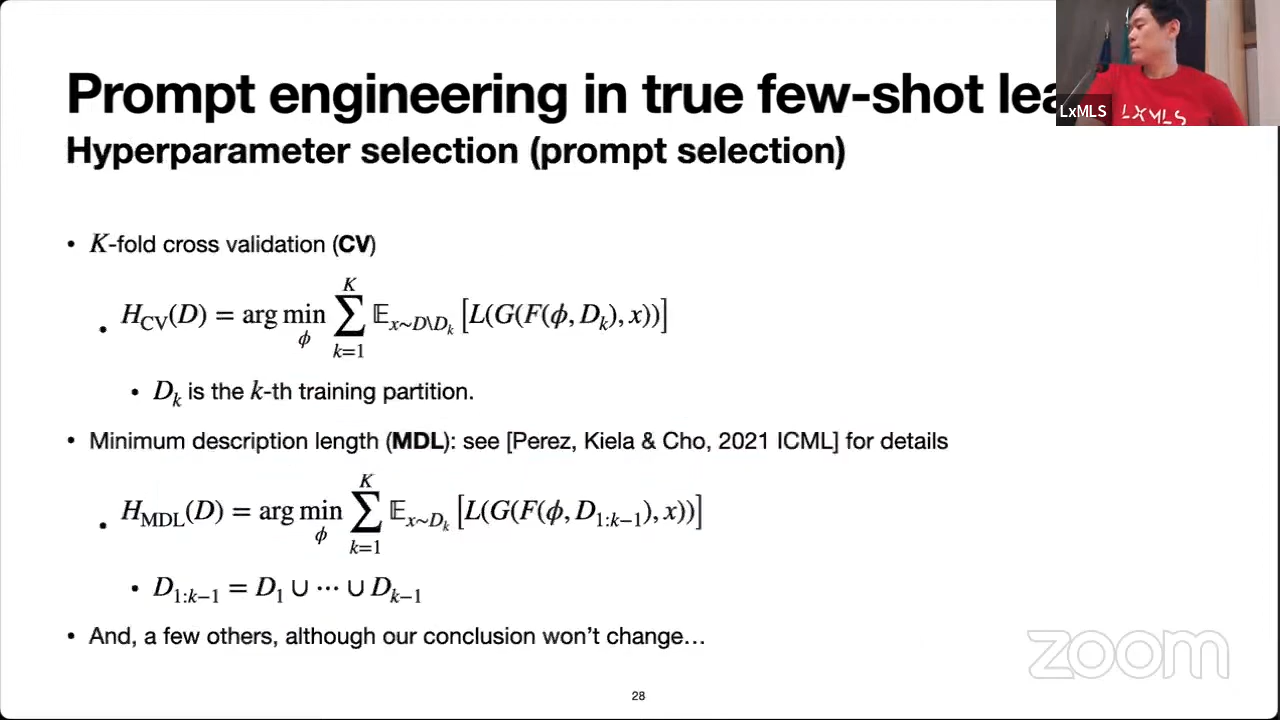 Prompt engineering in true few-shot lea
Hyperparameter selection (prompt selection)
LxMLS
LXMLS
• K-fold cross validation (CV)
• H_CV(D) = arg min_ϕ ∑_{k=1}^{K} 𝔼_{x∼D\D_k} [L(G(F(ϕ, D_k), x))]
• D_k is the k-th training partition.
• Minimum description length (MDL): see [Perez, Kiela & Cho, 2021 ICML] for details
• H_MDL(D) = arg min_ϕ ∑_{k=1}^{K} 𝔼_{x∼D_k} [L(G(F(ϕ, D_{1:k−1}), x))]
• D_{1:k−1} = D_1 ∪ ··· ∪ D_{k−1}
• And, a few others, although our conclusion won't change…
zoom
28